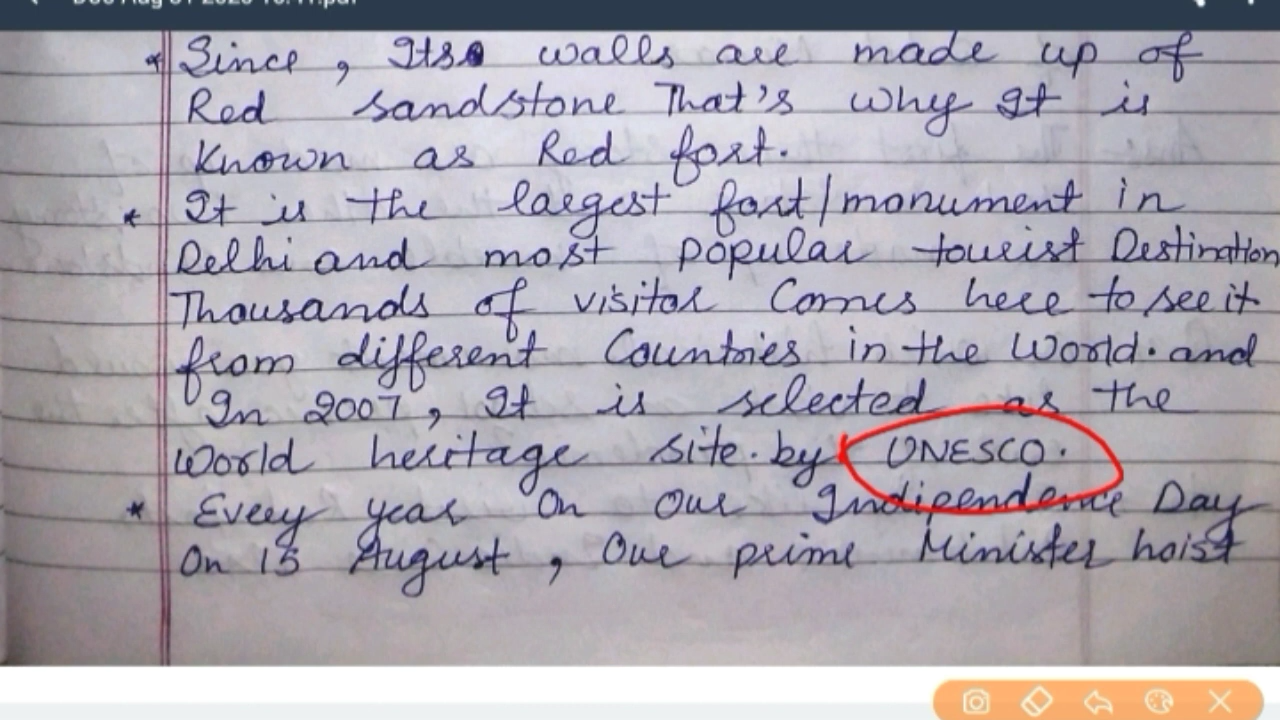 * Since, Its walls are made up of
Red sandstone That's why It is
Known as Red fort.
* It is the largest fort/monument in
Delhi and most popular tourist Destination
Thousands of visitor Comes here to see it
from different Countries in the World. and
In 2007, It is selected as the
World heritage site. by UNESCO.
* Every year On Our Indipendence Day
On 15 August, Our prime Minister hoist